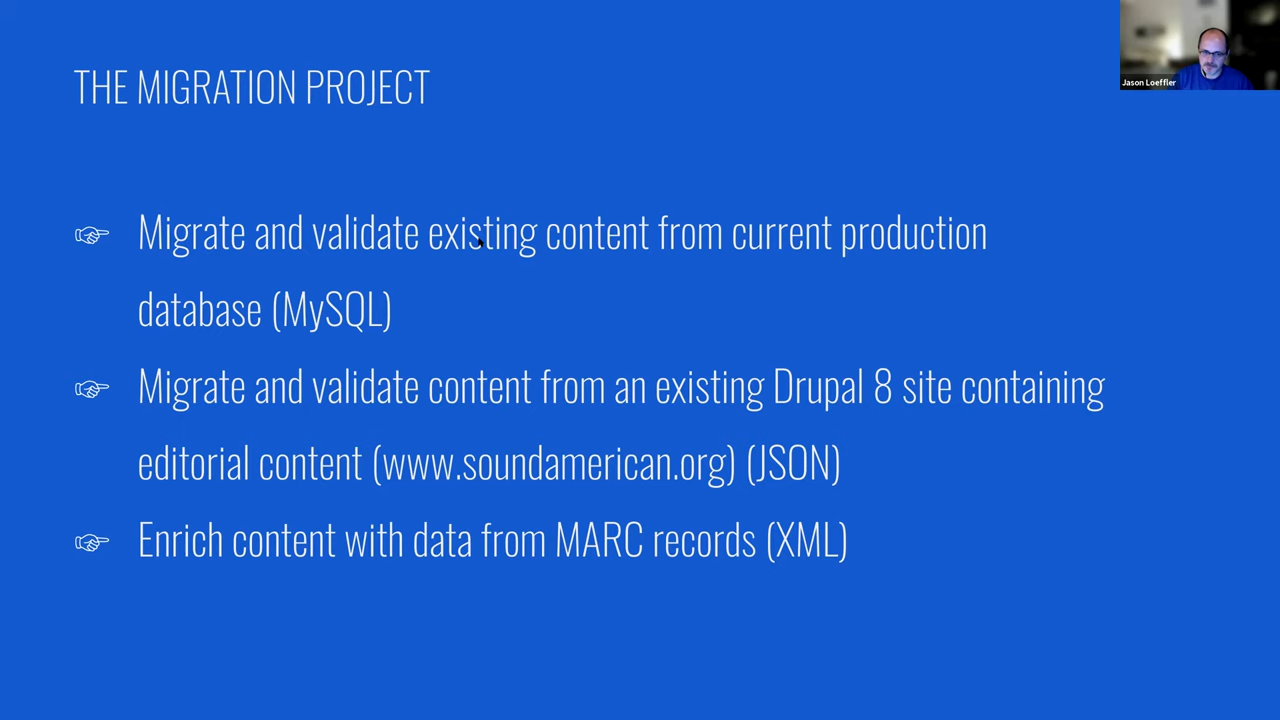 THE MIGRATION PROJECT
Jason Loeffler
☞ Migrate and validate existing content from current production
database (MySQL)
☞ Migrate and validate content from an existing Drupal 8 site containing
editorial content (www.soundamerican.org) (JSON)
☞ Enrich content with data from MARC records (XML)